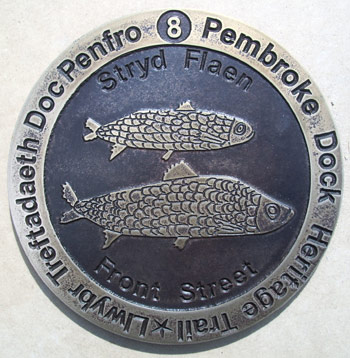 Llwybr Treftadaeth Doc Penfro 8 Pembroke Dock Heritage Trail ★
Stryd Flaen
Front Street